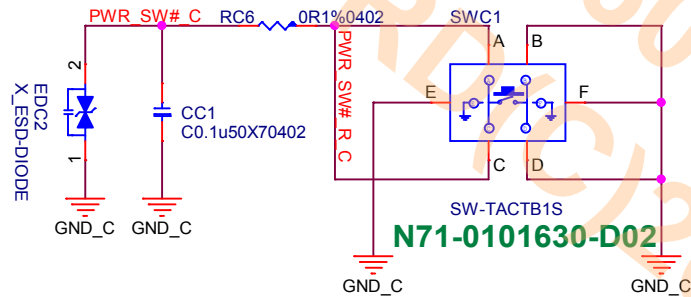 PWR_SW#_C
RC6
0R1%0402
SWC1
A
B
PWR_SW#_R_C
2
EDC2
X_ESD-DIODE
1
CC1
C0.1u50X70402
E
F
C
D
SW-TACTB1S
N71-0101630-D02
GND_C
GND_C
GND_C
GND_C